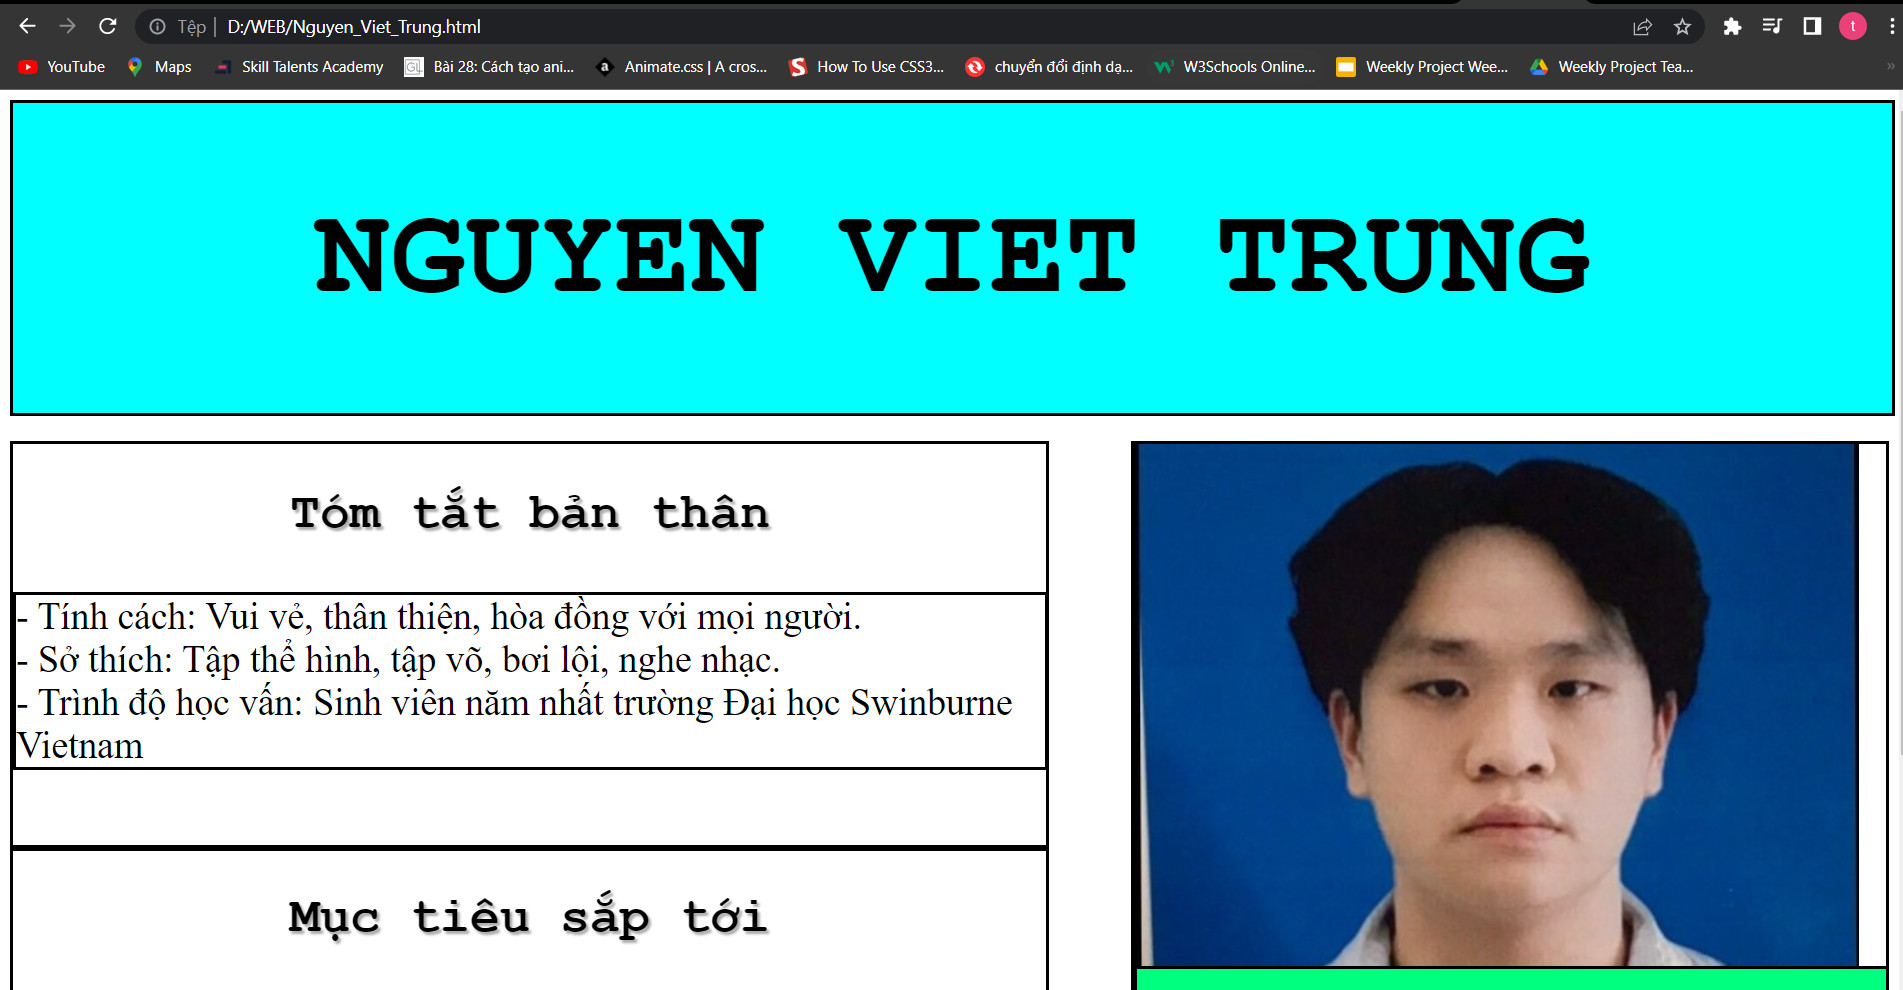 Tệp
D:/WEB/Nguyen_Viet_Trung.html
t
YouTube
Maps
Skill Talents Academy
GL
Bài 28: Cách tạo ani...
a
Animate.css | A cros...
S
How To Use CSS3...
chuyển đổi định dạ...
W3Schools Online...
Weekly Project Wee...
Weekly Project Tea...
»
NGUYEN VIET TRUNG
Tóm tắt bản thân
- Tính cách: Vui vẻ, thân thiện, hòa đồng với mọi người.
- Sở thích: Tập thể hình, tập võ, bơi lội, nghe nhạc.
- Trình độ học vấn: Sinh viên năm nhất trường Đại học Swinburne
Vietnam
Mục tiêu sắp tới